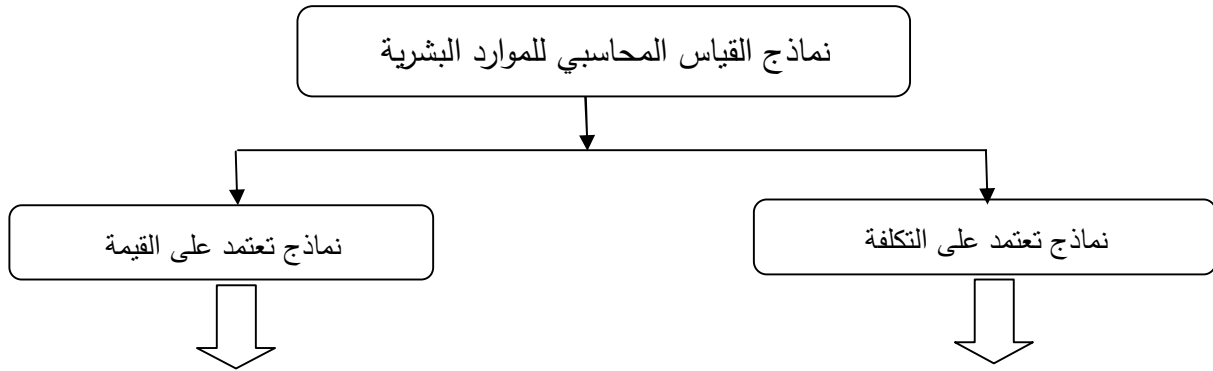 نماذج القياس المحاسبي للموارد البشرية
نماذج تعتمد على التكلفة
نماذج تعتمد على القيمة